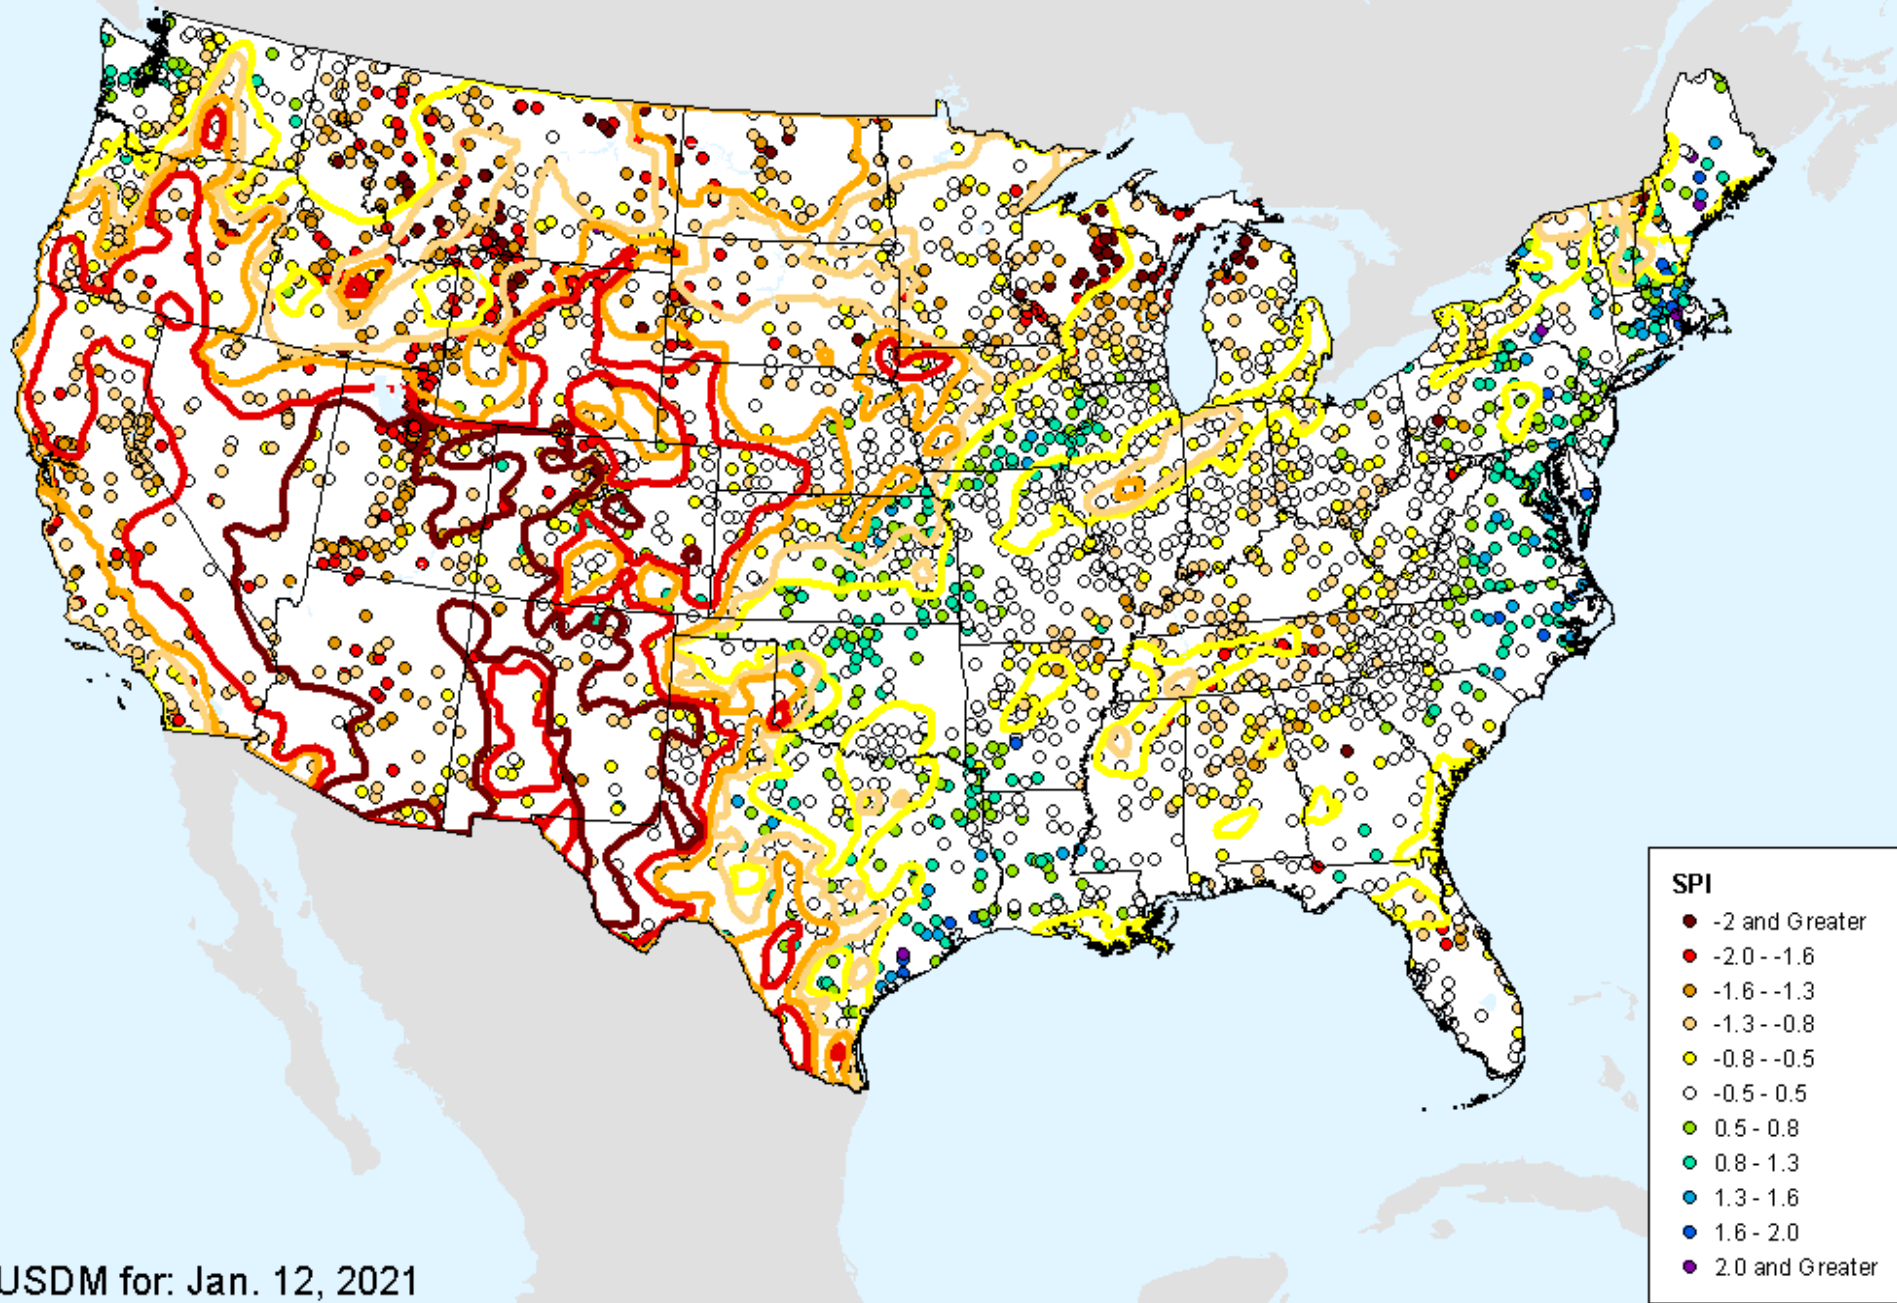 SPI
-2 and Greater
-2.0 - -1.6
-1.6 - -1.3
-1.3 - -0.8
-0.8 - -0.5
-0.5 - 0.5
0.5 - 0.8
0.8 - 1.3
1.3 - 1.6
1.6 - 2.0
2.0 and Greater
USDM for: Jan. 12, 2021